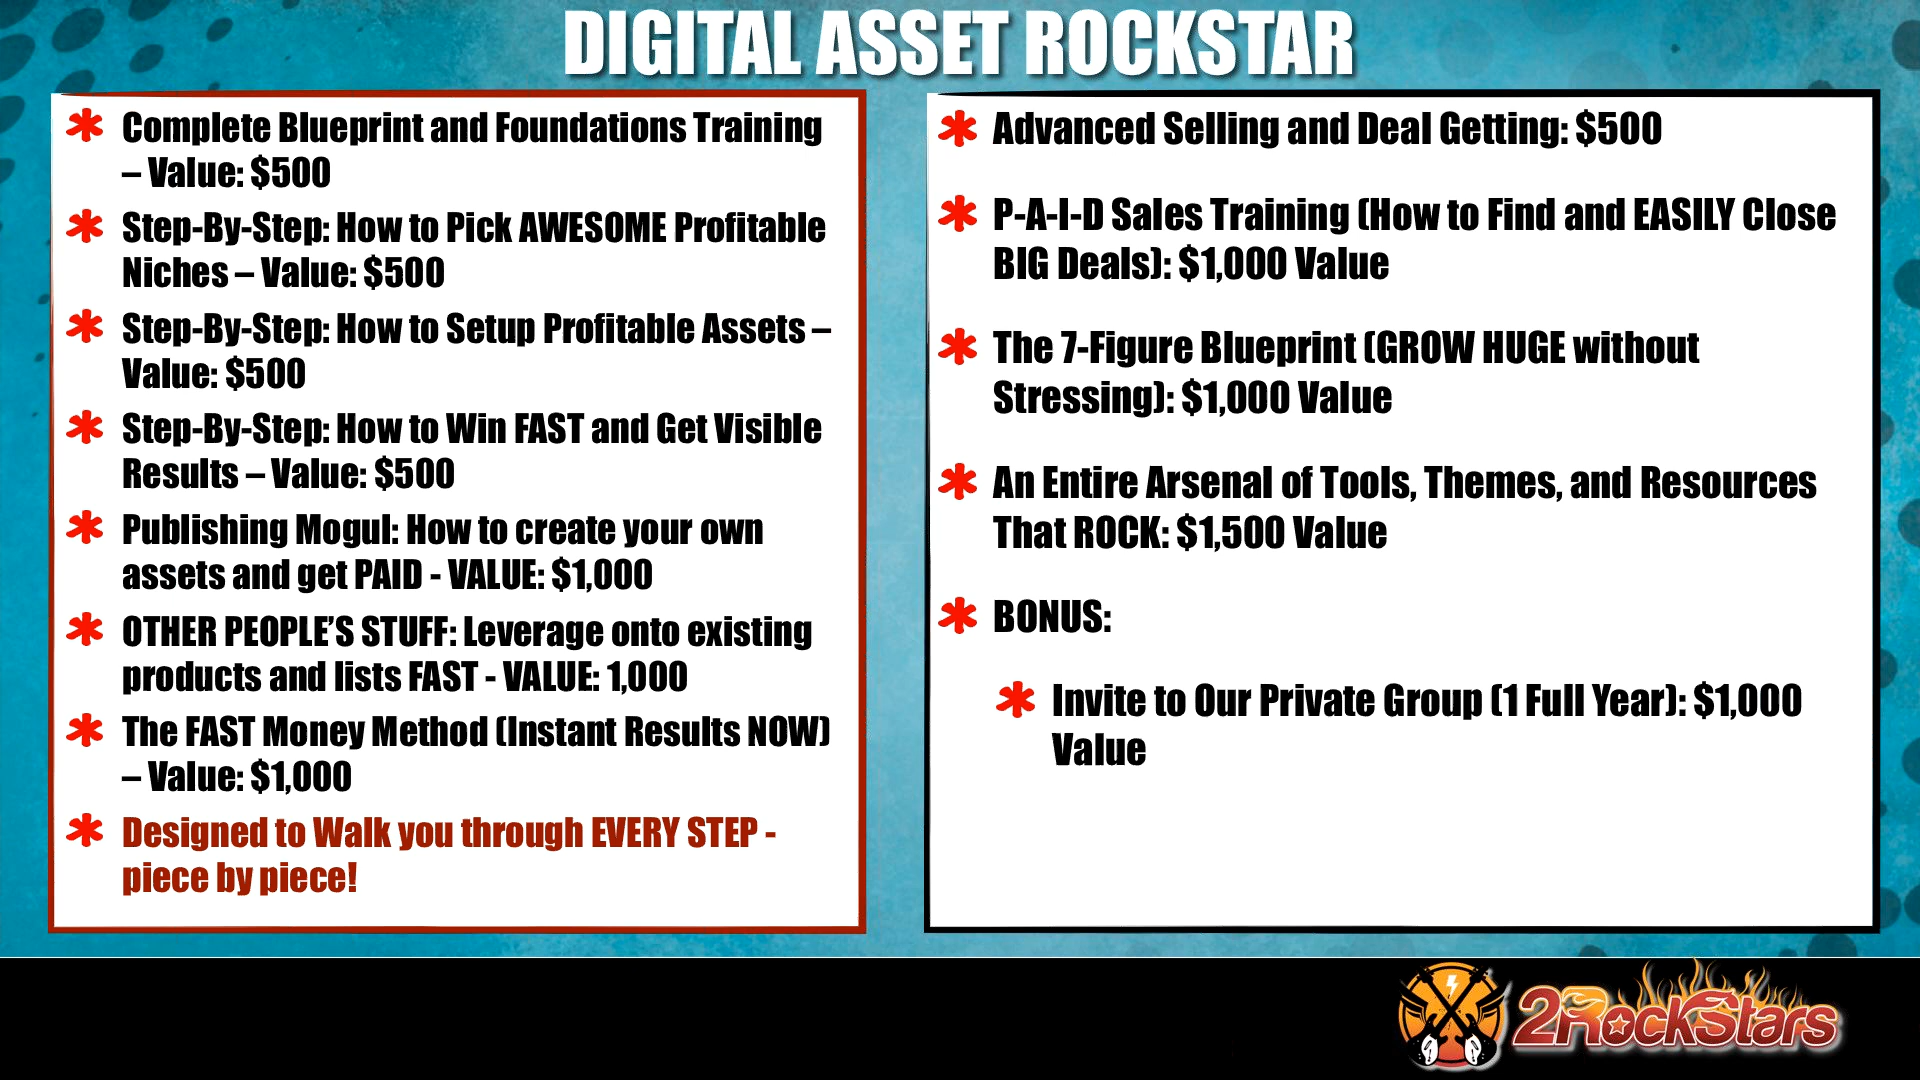 DIGITAL ASSET ROCKSTAR
Complete Blueprint and Foundations Training
– Value: $500
Step-By-Step: How to Pick AWESOME Profitable
Niches – Value: $500
Step-By-Step: How to Setup Profitable Assets –
Value: $500
Step-By-Step: How to Win FAST and Get Visible
Results – Value: $500
Publishing Mogul: How to create your own
assets and get PAID - VALUE: $1,000
OTHER PEOPLE’S STUFF: Leverage onto existing
products and lists FAST - VALUE: 1,000
The FAST Money Method (Instant Results NOW)
– Value: $1,000
Designed to Walk you through EVERY STEP -
piece by piece!
Advanced Selling and Deal Getting: $500
P-A-I-D Sales Training (How to Find and EASILY Close
BIG Deals): $1,000 Value
The 7-Figure Blueprint (GROW HUGE without
Stressing): $1,000 Value
An Entire Arsenal of Tools, Themes, and Resources
That ROCK: $1,500 Value
BONUS:
Invite to Our Private Group (1 Full Year): $1,000
Value
2RockStars